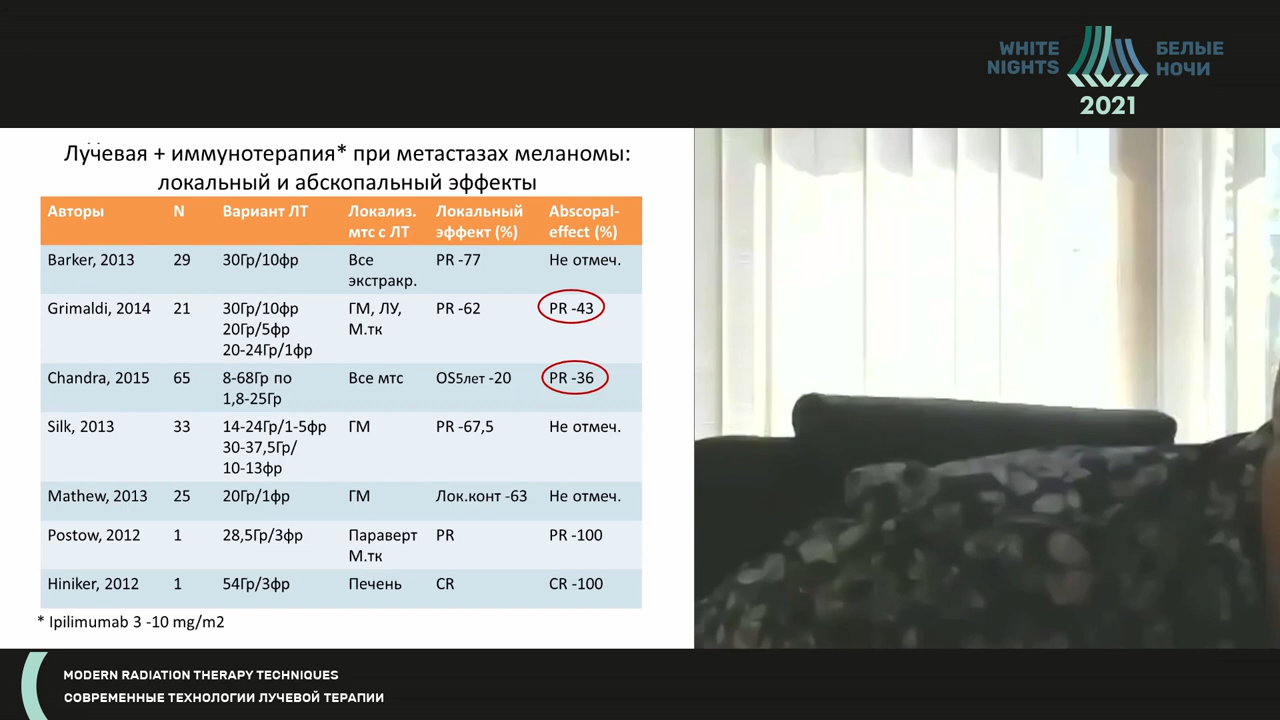 WHITE NIGHTS
БЕЛЫЕ НОЧИ
2021
Лучевая + иммунотерапия* при метастазах меланомы:
локальный и абскопальный эффекты
Авторы N Вариант ЛТ Локализ. мтс с ЛТ Локальный эффект (%) Abscopal-effect (%)
Barker, 2013 29 30Гр/10фр Все экстракр. PR -77 Не отмеч.
Grimaldi, 2014 21 30Гр/10фр 20Гр/5фр 20-24Гр/1фр ГМ, ЛУ, М.тк PR -62 PR -43
Chandra, 2015 65 8-68Гр по 1,8-25Гр Все мтс OS5лет -20 PR -36
Silk, 2013 33 14-24Гр/1-5фр 30-37,5Гр/ 10-13фр ГМ PR -67,5 Не отмеч.
Mathew, 2013 25 20Гр/1фр ГМ Лок.конт -63 Не отмеч.
Postow, 2012 1 28,5Гр/3фр Параверт М.тк PR PR -100
Hiniker, 2012 1 54Гр/3фр Печень CR CR -100
* Ipilimumab 3 -10 mg/m2
MODERN RADIATION THERAPY TECHNIQUES
СОВРЕМЕННЫЕ ТЕХНОЛОГИИ ЛУЧЕВОЙ ТЕРАПИИ